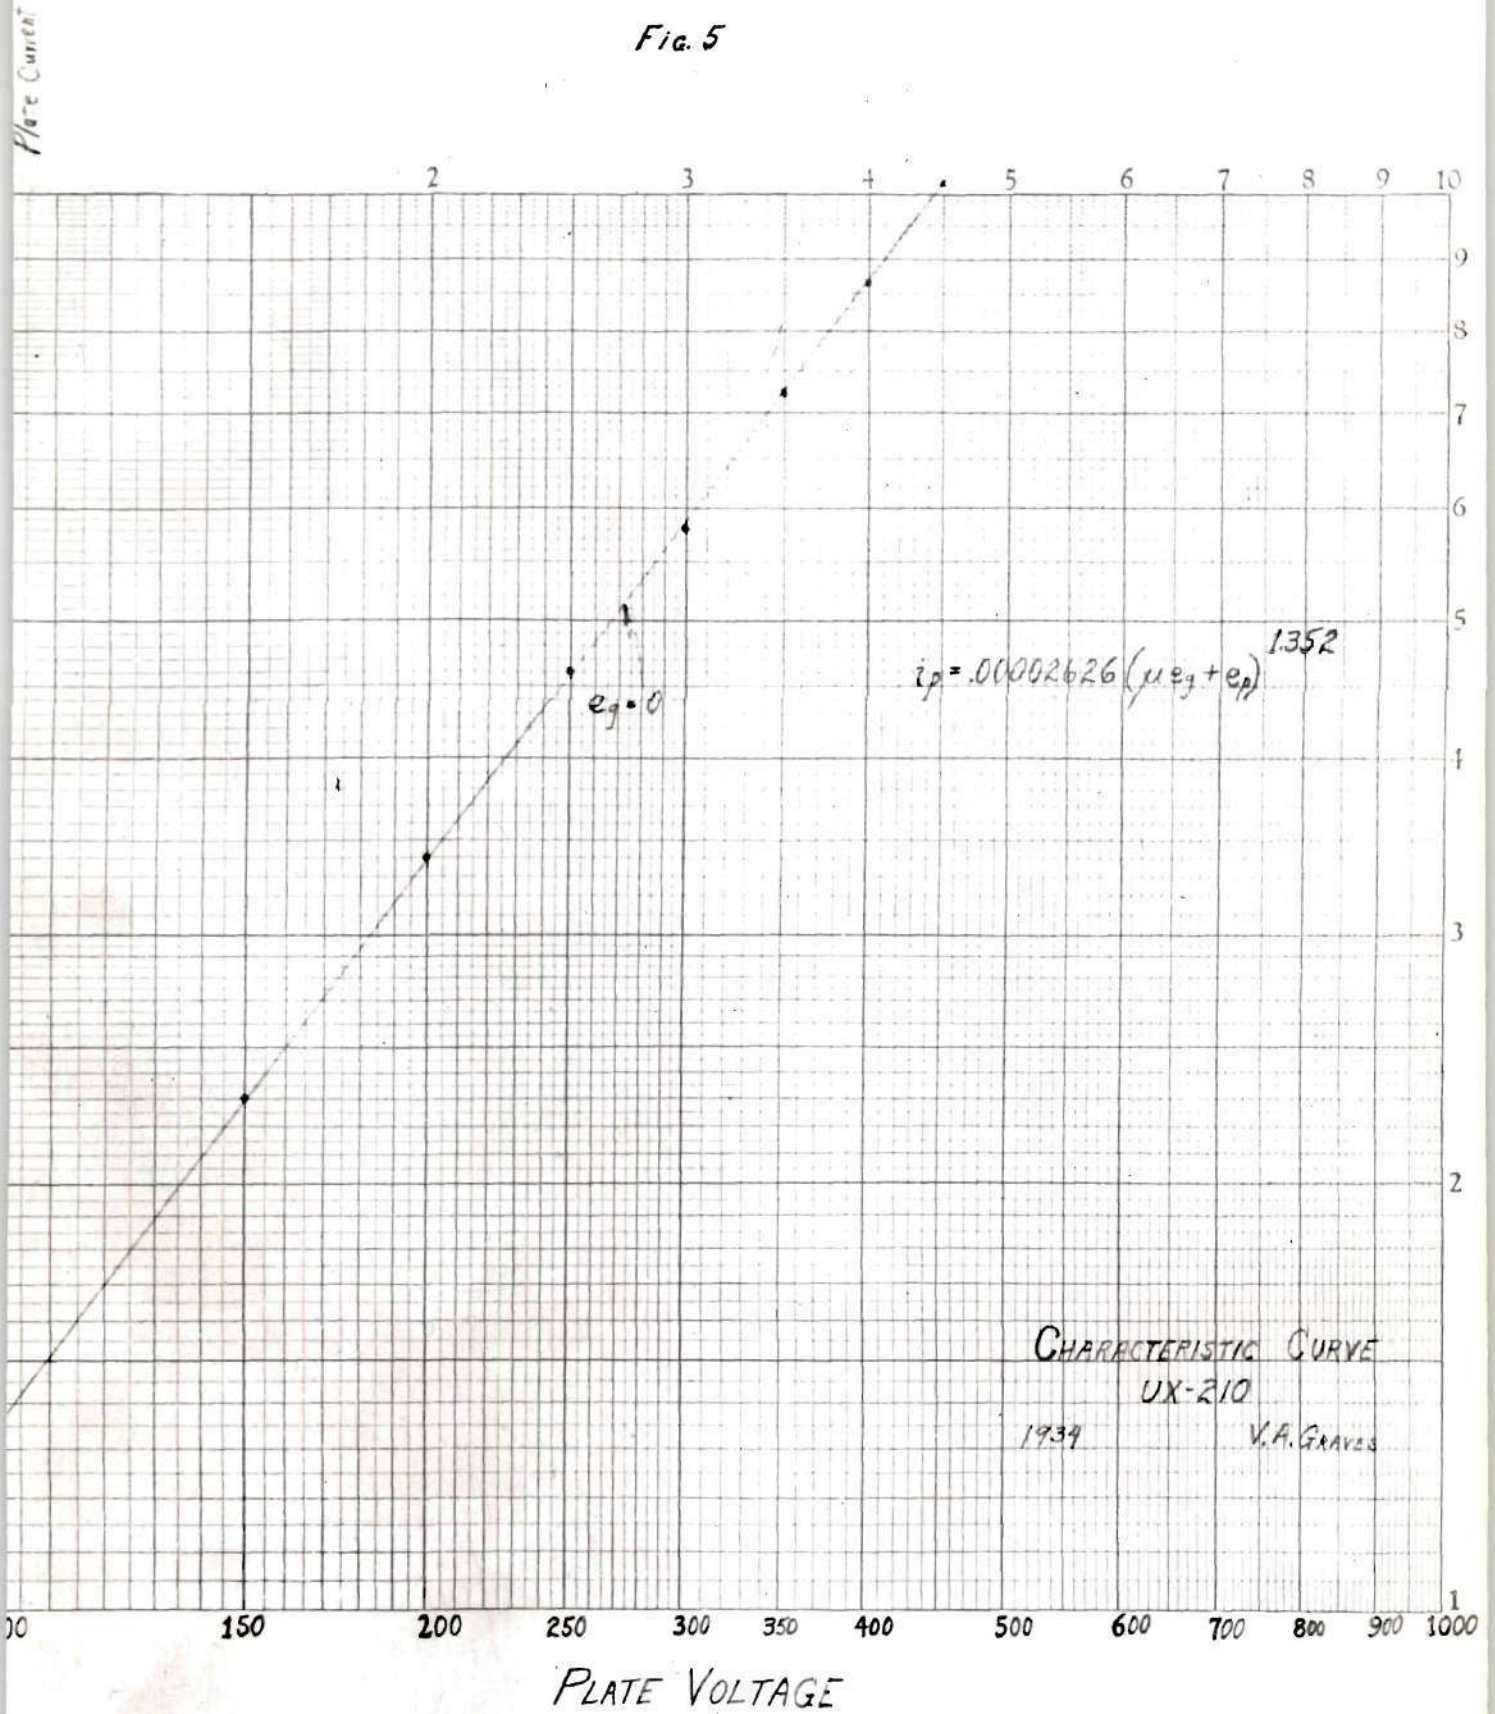 Fig. 5
Plate Current
2 3 4 5 6 7 8 9 10
9
8
7
6
5
ip = .00002626 (μeg + ep)^1.352
eg = 0
4
3
2
CHARACTERISTIC CURVE
UX-210
1934 V.A. GRAVES
1
00 150 200 250 300 350 400 500 600 700 800 900 1000
PLATE VOLTAGE